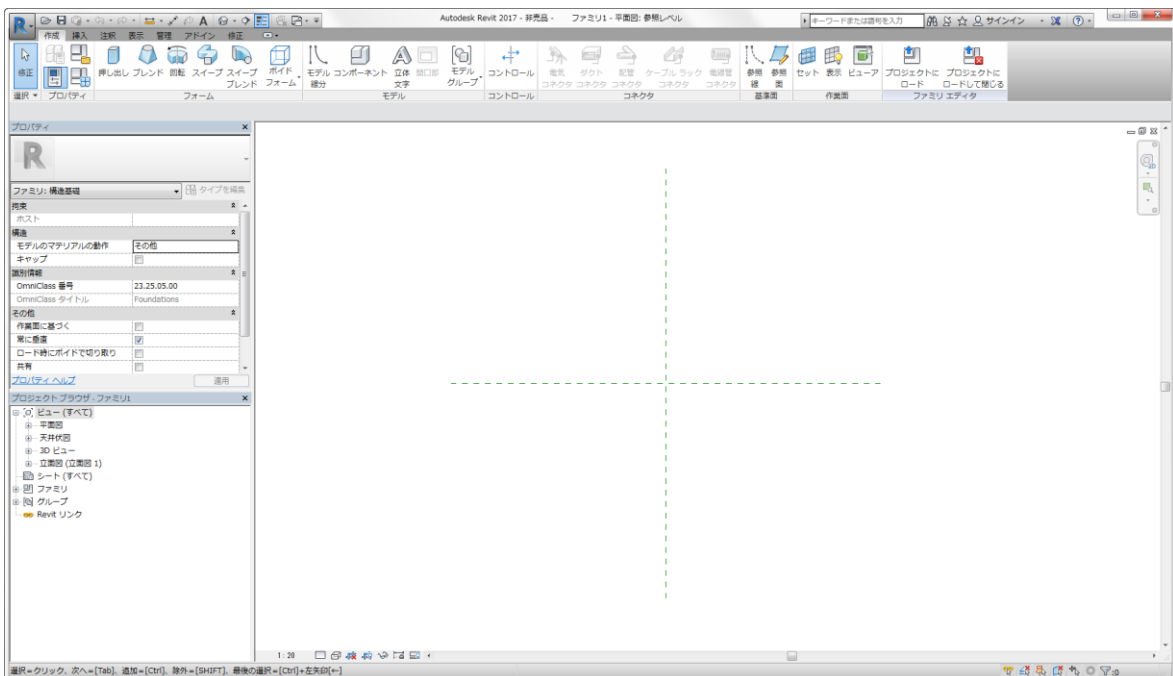 Autodesk Revit 2017 - 非売品 - ファミリ1 - 平面図: 参照レベル
キーワードまたは語句を入力
サインイン
作成 挿入 注釈 表示 管理 アドイン 修正
修正
押し出し ブレンド 回転 スイープ スイープ ブレンド
ボイド フォーム
モデル 線分
コンポーネント
立体 文字
開口部
モデル グループ
コントロール
電気 コネクタ
ダクト コネクタ
配管 コネクタ
ケーブル ラック コネクタ
電線管 コネクタ
参照 線
参照 面
セット 表示 ビューア
プロジェクトに ロード
プロジェクトに ロードして閉じる
選択 プロパティ フォーム モデル コントロール コネクタ 基準面 作業面 ファミリ エディタ
プロパティ
R
ファミリ: 構造基礎
タイプを編集
拘束
ホスト
構造
モデルのマテリアルの動作 その他
キャップ
識別情報
OmniClass 番号 23.25.05.00
OmniClass タイトル Foundations
その他
作業面に基づく
常に垂直
ロード時にボイドで切り取り
共有
プロパティ ヘルプ 適用
プロジェクト ブラウザ - ファミリ1
ビュー (すべて)
平面図
天井伏図
3D ビュー
立面図 (立面図 1)
シート (すべて)
ファミリ
グループ
Revit リンク
2D
1 : 20
選択=クリック、次へ=[Tab]、追加=[Ctrl]、除外=[SHIFT]、最後の選択=[Ctrl]+左矢印[←]
:0